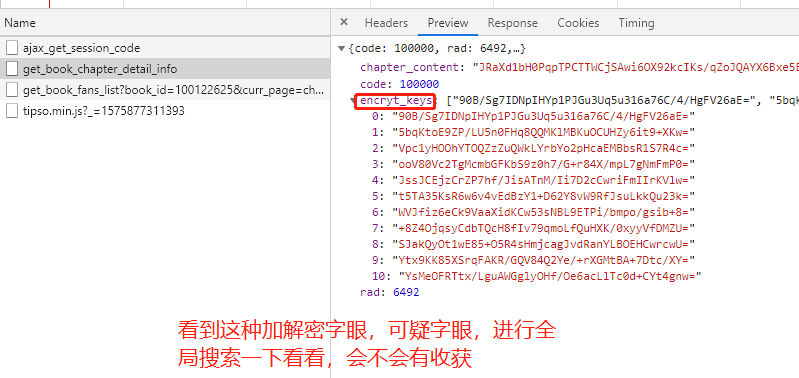 Name
× Headers Preview Response Cookies Timing
ajax_get_session_code
get_book_chapter_detail_info
get_book_fans_list?book_id=100122625&curr_page=ch…
tipso.min.js?_=1575877311393
▼{code: 100000, rad: 6492,…}
chapter_content: "JRaXd1bH0PqpTPCTTWCjSAwi6OX92kcIKs/qZoJQAYX6Bxe5E
code: 100000
▼encryt_keys: ["90B/Sg7IDNpIHYp1PJGu3Uq5u316a76C/4/HgFV26aE=", "5bqK
0: "90B/Sg7IDNpIHYp1PJGu3Uq5u316a76C/4/HgFV26aE="
1: "5bqKtoE9ZP/LU5n0FHq8QQMKlMBKuOCUHZy6it9+XKw="
2: "Vpc1yHOOhYTOQZzZuQWkLYrbYo2pHcaEMBbsR1S7R4c="
3: "ooV80Vc2TgMcmbGFKbS9z0h7/G+r84X/mpL7gNmFmP0="
4: "JssJCEjzCrZP7hf/JisATnM/Ii7D2cCwriFmIIrKVlw="
5: "t5TA35KsR6w6v4vEdBzY1+D62Y8vW9RfJsuLkkQu23k="
6: "WVJfiz6eCk9VaaXidKCw53sNBL9ETPi/bmpo/gsib+8="
7: "+8Z4OjqsyCdbTQcH8fIv79qmoLfQuHXK/0xyyVfDMZU="
8: "SJakQyOt1wE85+O5R4sHmjcagJvdRanYLBOEHCwrcwU="
9: "Ytx9KK85XSrqFAKR/GQV84Q2Ye/+rXGMtBA+7Dtc/XY="
10: "YsMeOFRTtx/LguAWGglyOHf/Oe6acLlTc0d+CYt4gnw="
rad: 6492
看到这种加解密字眼，可疑字眼，进行全
局搜索一下看看，会不会有收获